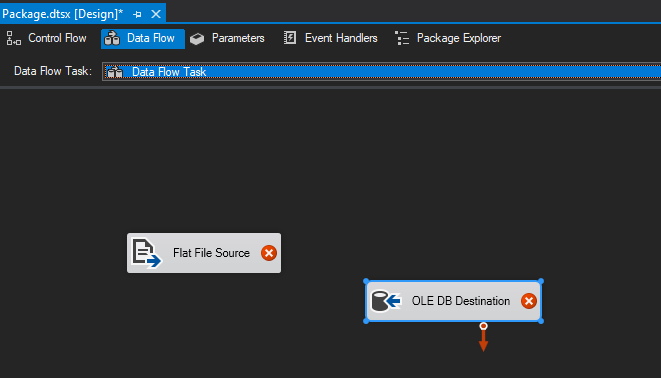 Package.dtsx [Design]*
Control Flow Data Flow Parameters Event Handlers Package Explorer
Data Flow Task: Data Flow Task
Flat File Source
OLE DB Destination